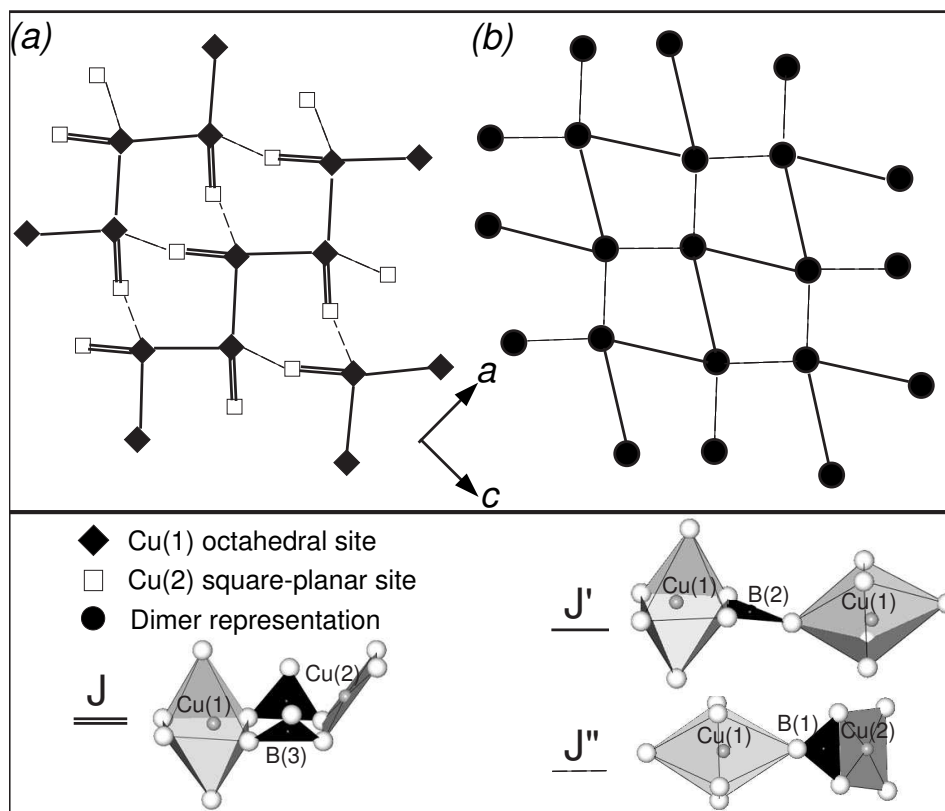 (a)
(b)
a
c
Cu(1) octahedral site
Cu(2) square-planar site
Dimer representation
J
Cu(1)
Cu(2)
B(3)
J'
Cu(1)
B(2)
Cu(1)
J"
Cu(1)
B(1)
Cu(2)